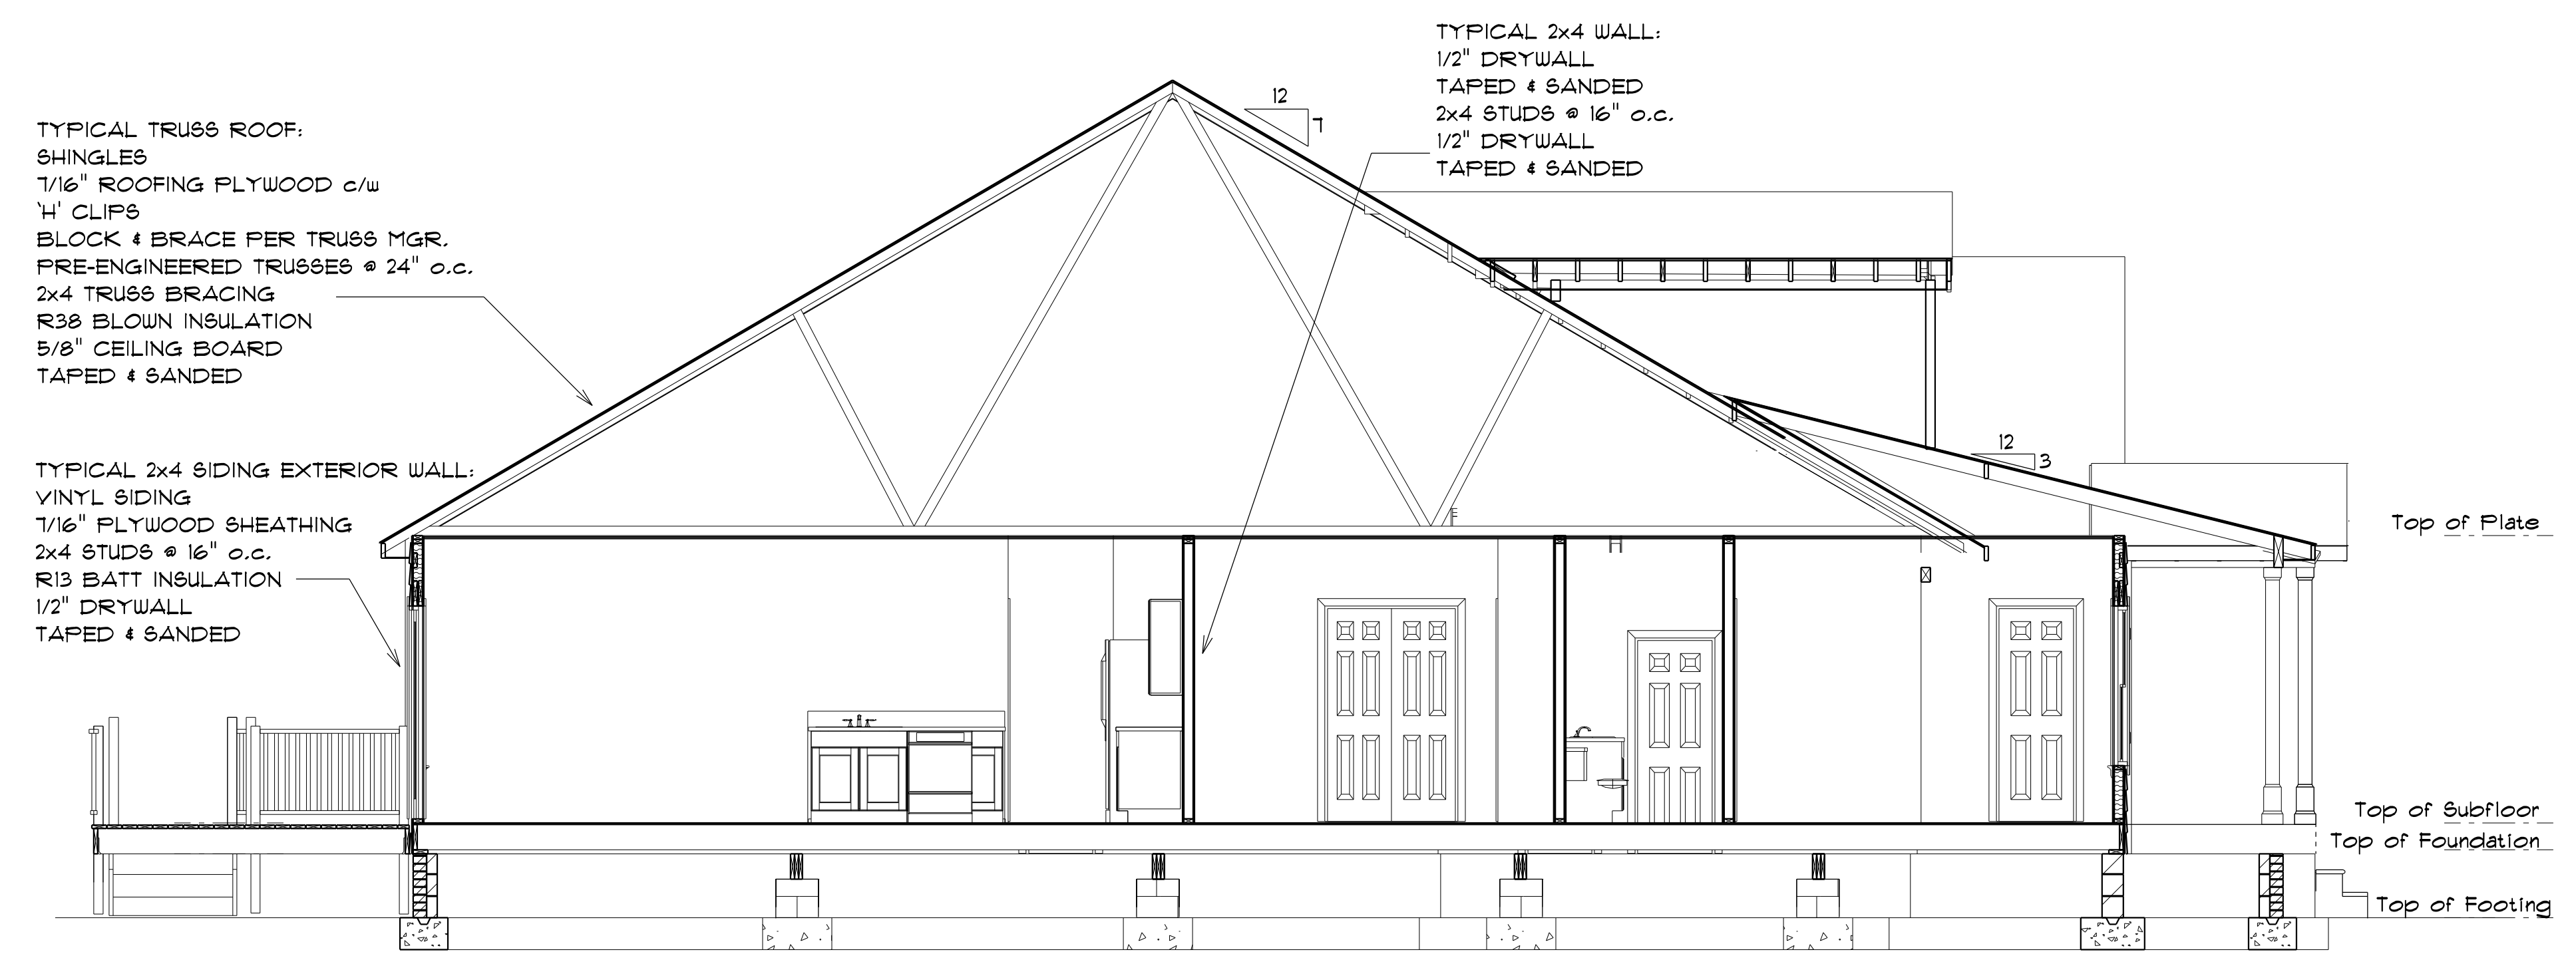 TYPICAL 2x4 WALL:
1/2" DRYWALL
TAPED & SANDED
2x4 STUDS @ 16" o.c.
1/2" DRYWALL
TAPED & SANDED
12
7
TYPICAL TRUSS ROOF:
SHINGLES
7/16" ROOFING PLYWOOD c/w
'H' CLIPS
BLOCK & BRACE PER TRUSS MGR.
PRE-ENGINEERED TRUSSES @ 24" o.c.
2x4 TRUSS BRACING
R38 BLOWN INSULATION
5/8" CEILING BOARD
TAPED & SANDED
12
3
TYPICAL 2x4 SIDING EXTERIOR WALL:
VINYL SIDING
7/16" PLYWOOD SHEATHING
2x4 STUDS @ 16" o.c.
R13 BATT INSULATION
1/2" DRYWALL
TAPED & SANDED
Top of Plate
Top of Subfloor
Top of Foundation
Top of Footing